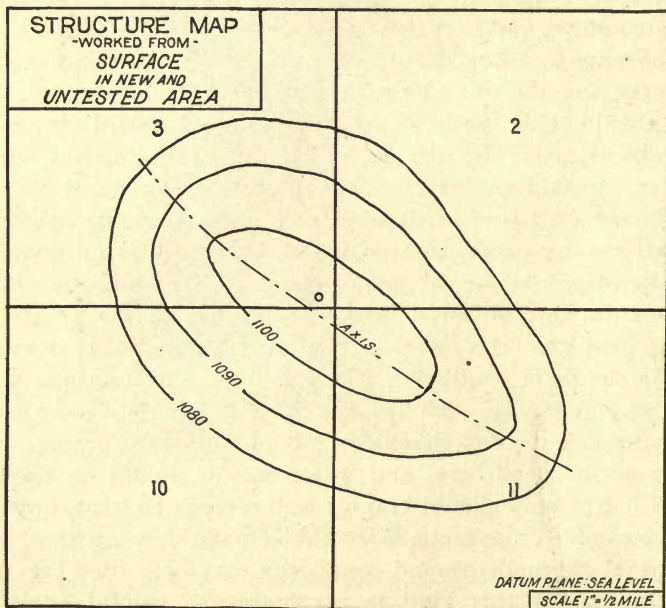 STRUCTURE MAP
-WORKED FROM-
SURFACE
IN NEW AND
UNTESTED AREA
3
2
AXIS
1100
1090
1080
10
11
DATUM PLANE: SEA LEVEL
SCALE 1"=1/2 MILE